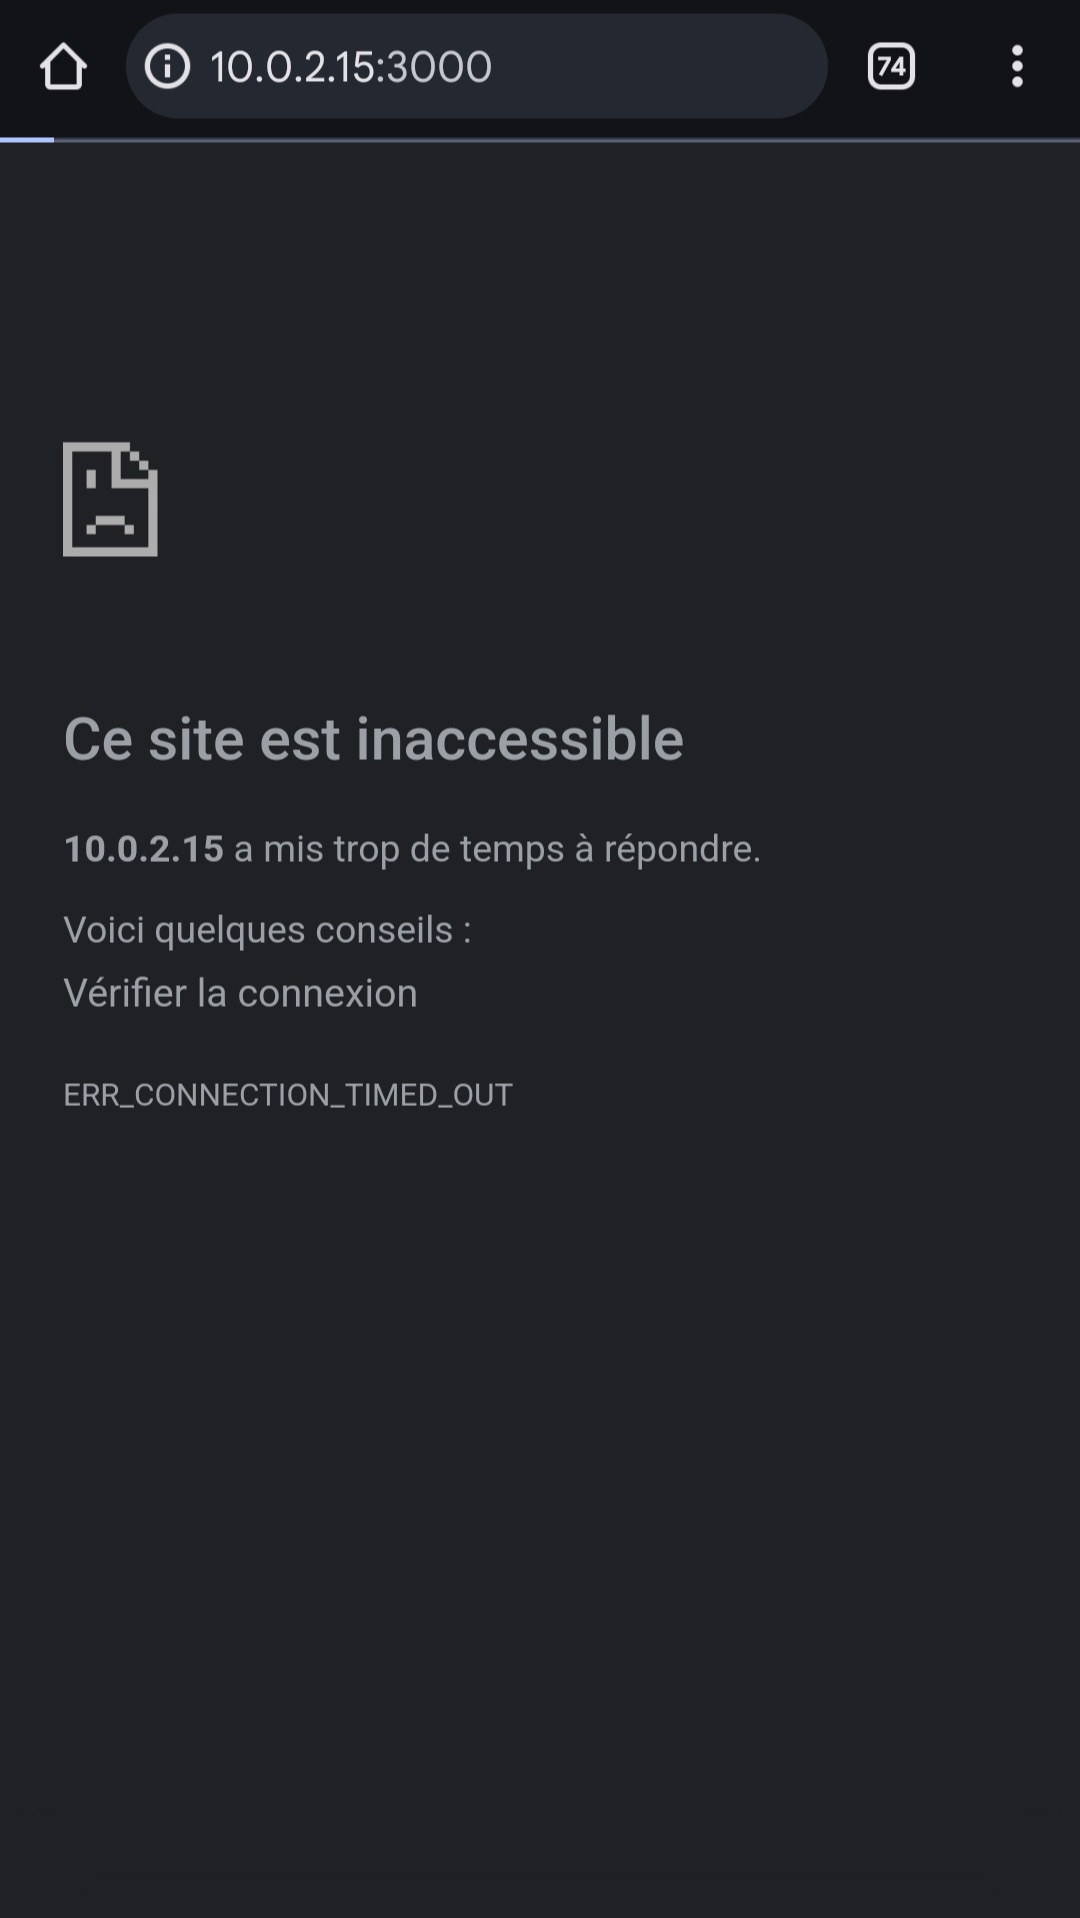 10.0.2.15:3000
74
Ce site est inaccessible
10.0.2.15 a mis trop de temps à répondre.
Voici quelques conseils :
Vérifier la connexion
ERR_CONNECTION_TIMED_OUT